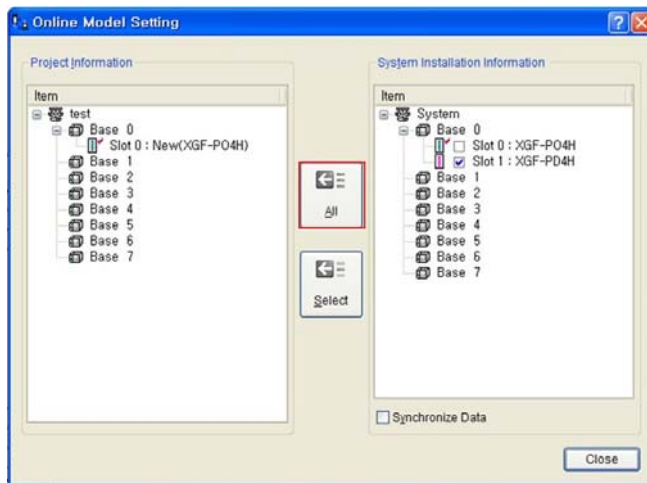 Online Model Setting
Project Information
Item
test
Base 0
Slot 0 : New(XGF-PO4H)
Base 1
Base 2
Base 3
Base 4
Base 5
Base 6
Base 7
All
Select
System Installation Information
Item
System
Base 0
Slot 0 : XGF-PO4H
Slot 1 : XGF-PD4H
Base 1
Base 2
Base 3
Base 4
Base 5
Base 6
Base 7
Synchronize Data
Close